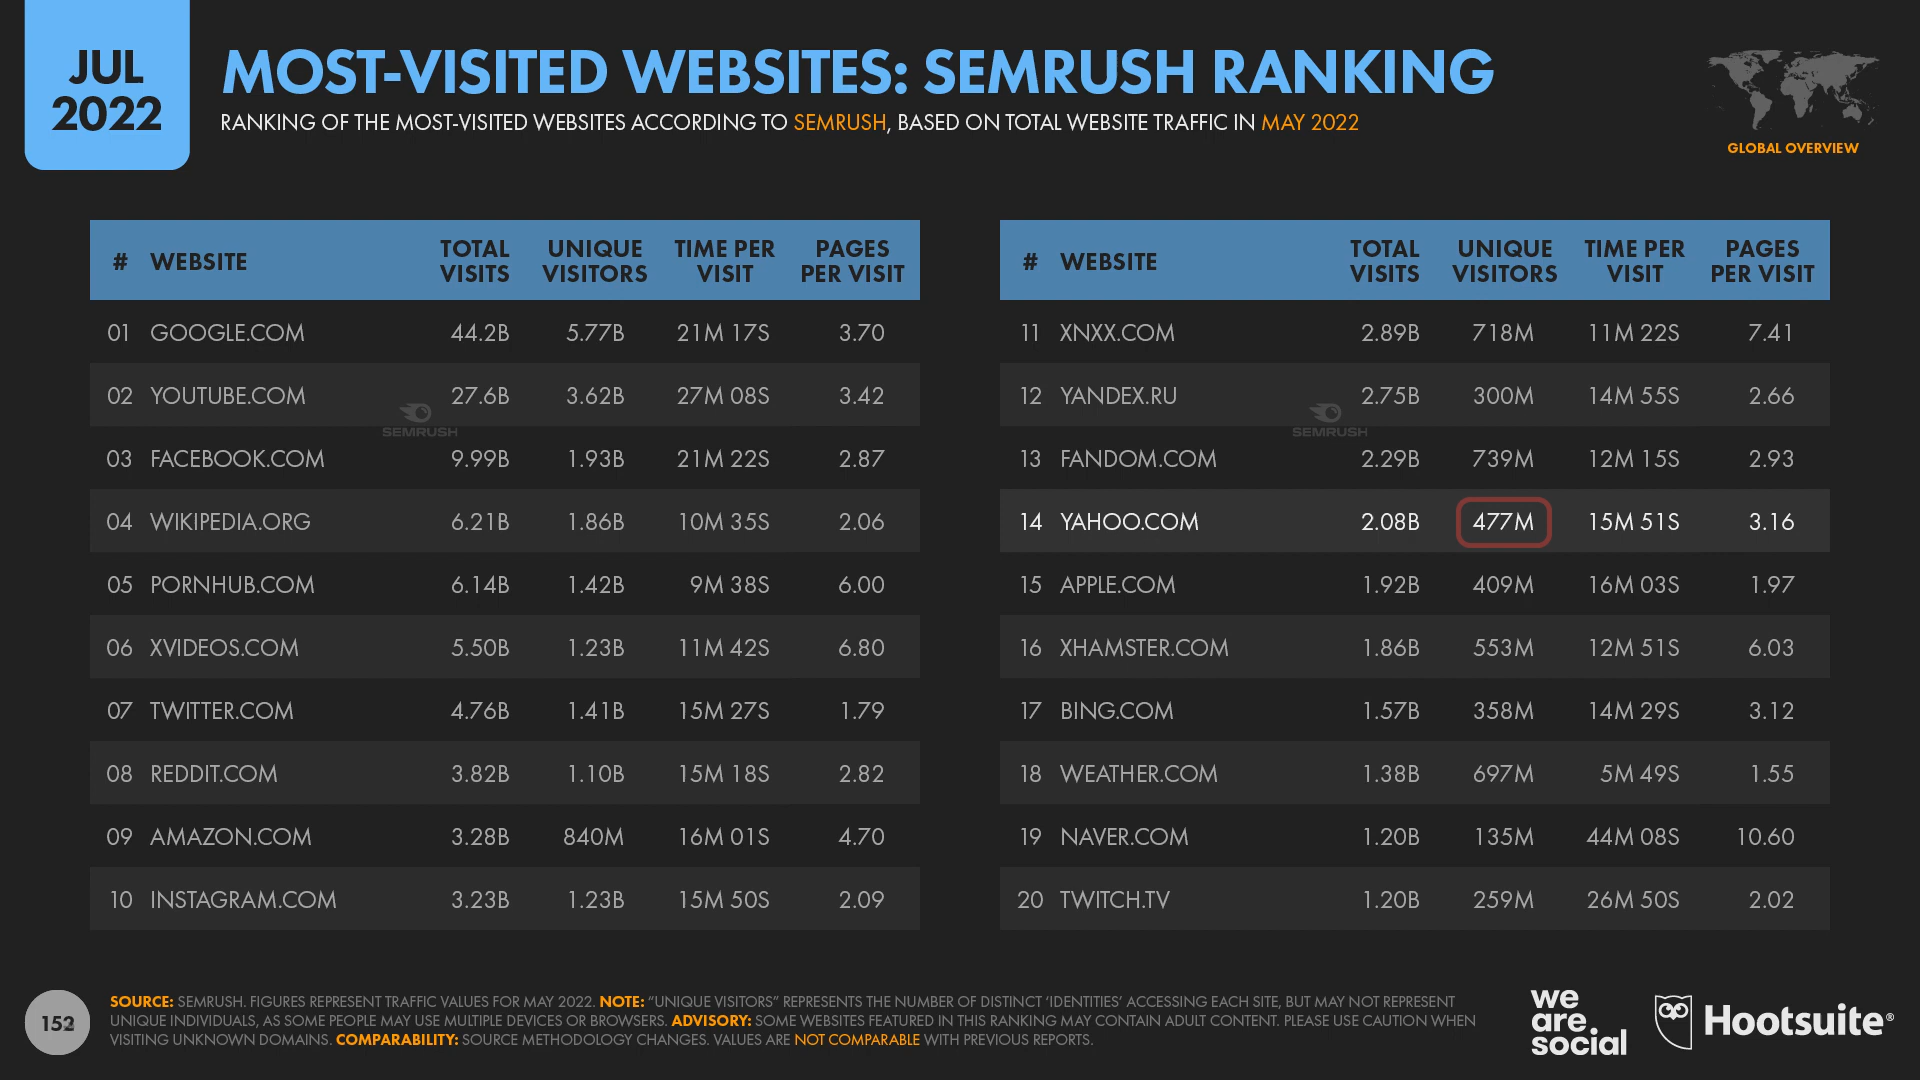 JUL
2022
MOST-VISITED WEBSITES: SEMRUSH RANKING
RANKING OF THE MOST-VISITED WEBSITES ACCORDING TO SEMRUSH, BASED ON TOTAL WEBSITE TRAFFIC IN MAY 2022
GLOBAL OVERVIEW
# WEBSITE TOTAL VISITS UNIQUE VISITORS TIME PER VISIT PAGES PER VISIT
01 GOOGLE.COM 44.2B 5.77B 21M 17S 3.70
02 YOUTUBE.COM 27.6B 3.62B 27M 08S 3.42
SEMRUSH
03 FACEBOOK.COM 9.99B 1.93B 21M 22S 2.87
04 WIKIPEDIA.ORG 6.21B 1.86B 10M 35S 2.06
05 PORNHUB.COM 6.14B 1.42B 9M 38S 6.00
06 XVIDEOS.COM 5.50B 1.23B 11M 42S 6.80
07 TWITTER.COM 4.76B 1.41B 15M 27S 1.79
08 REDDIT.COM 3.82B 1.10B 15M 18S 2.82
09 AMAZON.COM 3.28B 840M 16M 01S 4.70
10 INSTAGRAM.COM 3.23B 1.23B 15M 50S 2.09
# WEBSITE TOTAL VISITS UNIQUE VISITORS TIME PER VISIT PAGES PER VISIT
11 XNXX.COM 2.89B 718M 11M 22S 7.41
12 YANDEX.RU 2.75B 300M 14M 55S 2.66
SEMRUSH
13 FANDOM.COM 2.29B 739M 12M 15S 2.93
14 YAHOO.COM 2.08B 477M 15M 51S 3.16
15 APPLE.COM 1.92B 409M 16M 03S 1.97
16 XHAMSTER.COM 1.86B 553M 12M 51S 6.03
17 BING.COM 1.57B 358M 14M 29S 3.12
18 WEATHER.COM 1.38B 697M 5M 49S 1.55
19 NAVER.COM 1.20B 135M 44M 08S 10.60
20 TWITCH.TV 1.20B 259M 26M 50S 2.02
152
SOURCE: SEMRUSH. FIGURES REPRESENT TRAFFIC VALUES FOR MAY 2022. NOTE: “UNIQUE VISITORS” REPRESENTS THE NUMBER OF DISTINCT ‘IDENTITIES’ ACCESSING EACH SITE, BUT MAY NOT REPRESENT
UNIQUE INDIVIDUALS, AS SOME PEOPLE MAY USE MULTIPLE DEVICES OR BROWSERS. ADVISORY: SOME WEBSITES FEATURED IN THIS RANKING MAY CONTAIN ADULT CONTENT. PLEASE USE CAUTION WHEN
VISITING UNKNOWN DOMAINS. COMPARABILITY: SOURCE METHODOLOGY CHANGES. VALUES ARE NOT COMPARABLE WITH PREVIOUS REPORTS.
we
are
social
Hootsuite®